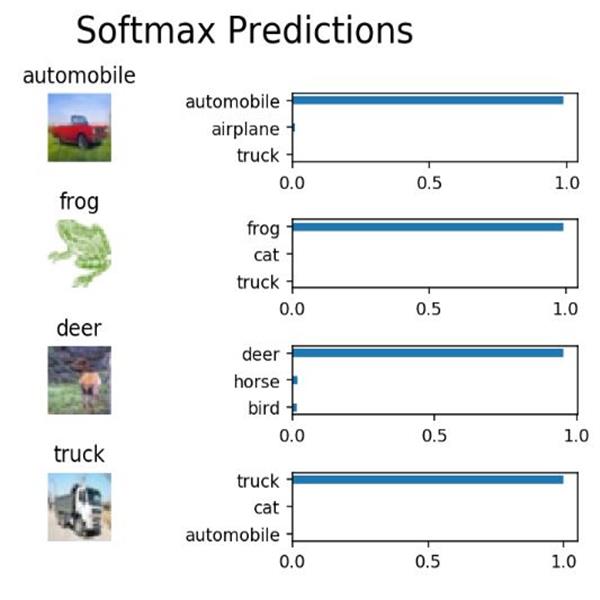 Softmax Predictions
automobile
automobile
airplane
truck
0.0 0.5 1.0
frog
frog
cat
truck
0.0 0.5 1.0
deer
deer
horse
bird
0.0 0.5 1.0
truck
truck
cat
automobile
0.0 0.5 1.0